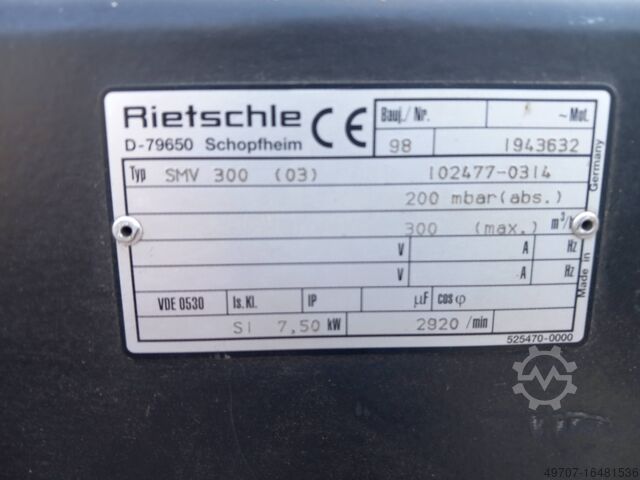 Rietschle CE Bauj./ Nr. ~Mot.
D-79650 Schopfheim 98 1943632
Typ SMV 300 (03) 102477-0314
200 mbar(abs.)
300 (max.) m³/h
V A Hz
V A Hz
VDE 0530 Is. Kl. IP µF cos φ
SI 7,50 kW 2920 /min
525470-0000
Made in Germany
49707-16481536